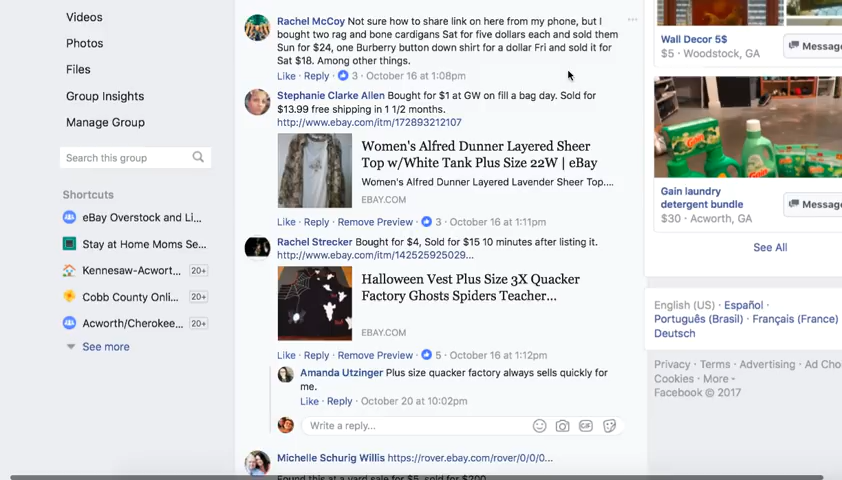 Videos
Photos
Files
Group Insights
Manage Group
Search this group
Shortcuts
eBay Overstock and Li...
Stay at Home Moms Se...
Kennesaw-Acwort... 20+
Cobb County Onli... 20+
Acworth/Cherokee... 20+
See more
Rachel McCoy Not sure how to share link on here from my phone, but I
bought two rag and bone cardigans Sat for five dollars each and sold them
Sun for $24, one Burberry button down shirt for a dollar Fri and sold it for
Sat $18. Among other things.
Like · Reply · 3 · October 16 at 1:08pm
Stephanie Clarke Allen Bought for $1 at GW on fill a bag day. Sold for
$13.99 free shipping in 1 1/2 months.
http://www.ebay.com/itm/172893212107
Women's Alfred Dunner Layered Sheer
Top w/White Tank Plus Size 22W | eBay
Women's Alfred Dunner Layered Lavender Sheer Top....
EBAY.COM
Like · Reply · Remove Preview · 3 · October 16 at 1:11pm
Rachel Strecker Bought for $4, Sold for $15 10 minutes after listing it.
http://www.ebay.com/itm/142525925029...
Halloween Vest Plus Size 3X Quacker
Factory Ghosts Spiders Teacher...
EBAY.COM
Like · Reply · Remove Preview · 5 · October 16 at 1:12pm
Amanda Utzinger Plus size quacker factory always sells quickly for
me.
Like · Reply · October 20 at 10:02pm
Write a reply...
GIF
Michelle Schurig Willis https://rover.ebay.com/rover/0/0/0...
Found this at a yard sale for $5, sold for $200
Wall Decor 5$
$5 · Woodstock, GA
Messag
Gain
Gain laundry
detergent bundle
$30 · Acworth, GA
Messag
See All
English (US) · Español ·
Português (Brasil) · Français (France) ·
Deutsch
Privacy · Terms · Advertising · Ad Cho
Cookies · More
Facebook © 2017